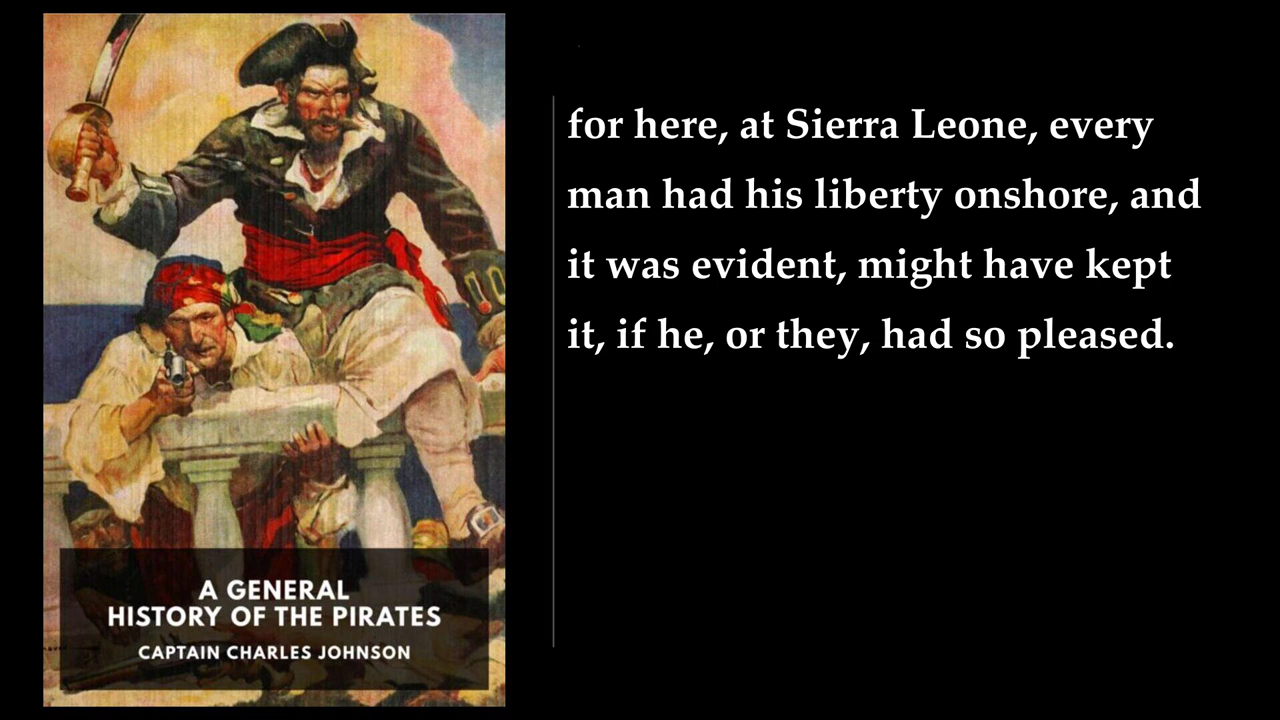 A GENERAL
HISTORY OF THE PIRATES
CAPTAIN CHARLES JOHNSON
for here, at Sierra Leone, every
man had his liberty onshore, and
it was evident, might have kept
it, if he, or they, had so pleased.